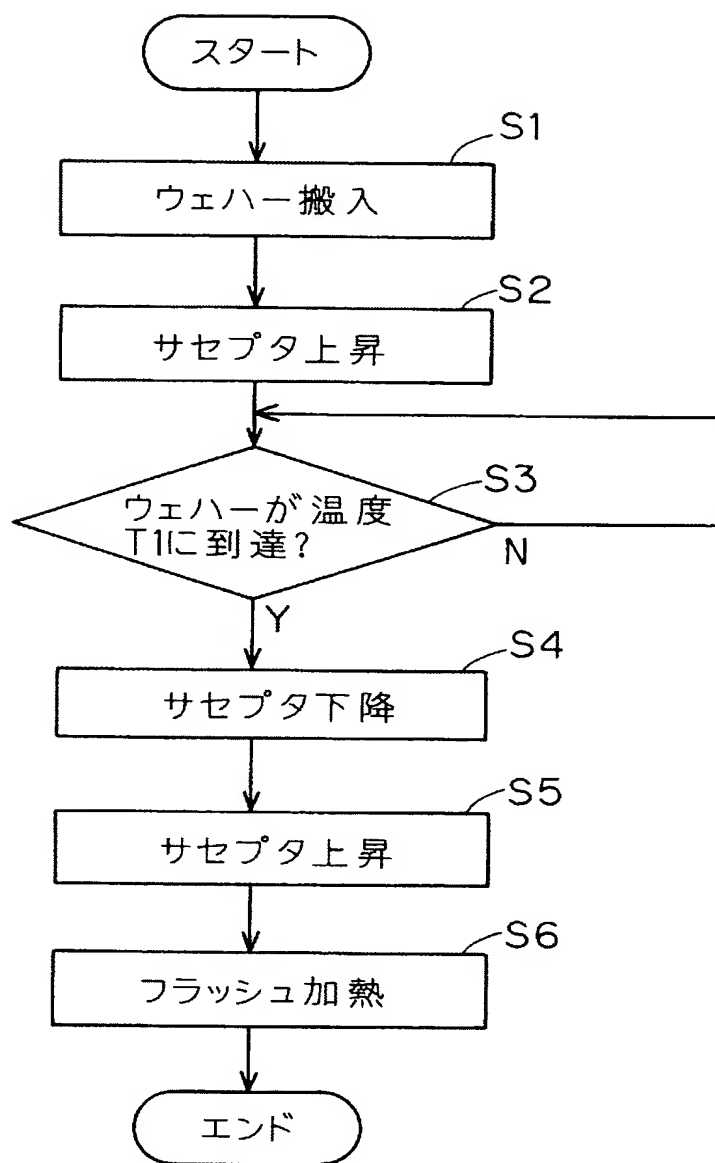 スタート
S1
ウェハー搬入
S2
サセプタ上昇
S3
ウェハーが温度
T1に到達?
N
Y
S4
サセプタ下降
S5
サセプタ上昇
S6
フラッシュ加熱
エンド